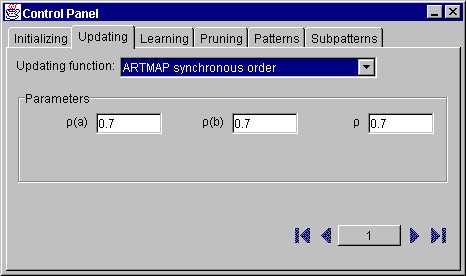 Control Panel
Initializing Updating Learning Pruning Patterns Subpatterns
Updating function: ARTMAP synchronous order
Parameters
ρ(a) 0.7 ρ(b) 0.7 ρ 0.7
1